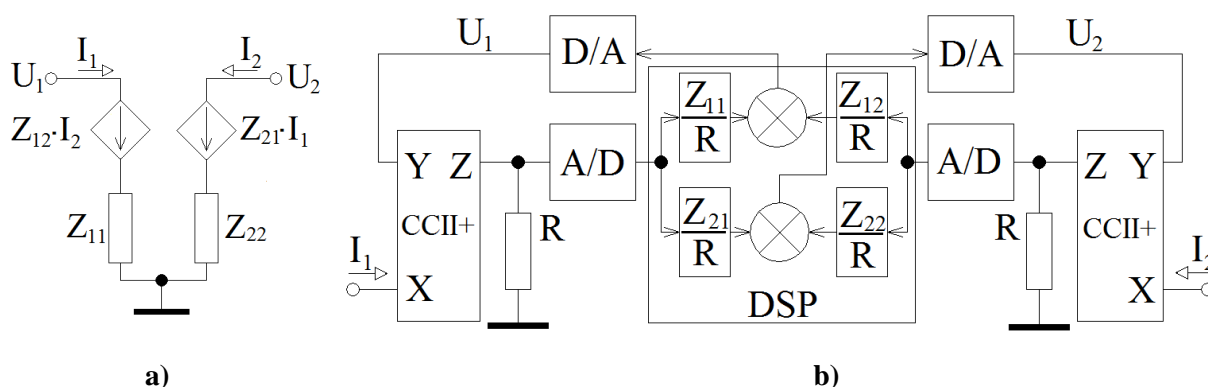 I₁
I₂
U₁
U₂
Z₁₂·I₂
Z₂₁·I₁
Z₁₁
Z₂₂
a)
U₁
D/A
D/A
U₂
Z₁₁
R
Z₁₂
R
Y Z
A/D
A/D
Z Y
CCII+
R
Z₂₁
R
Z₂₂
R
R
CCII+
I₁
X
DSP
I₂
X
b)